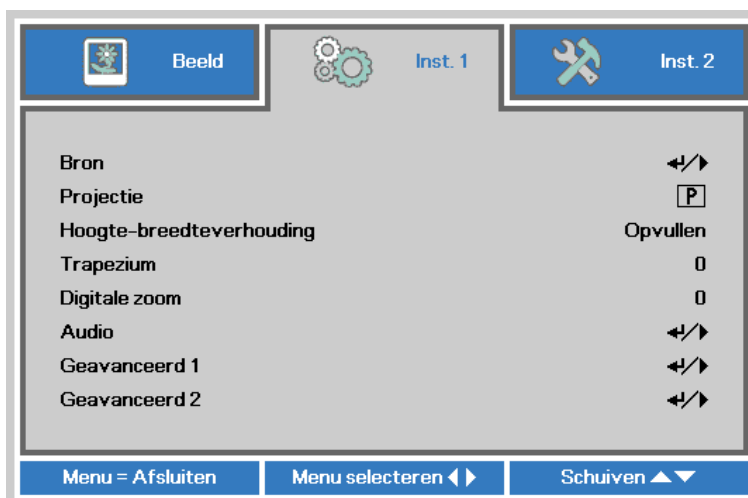 Beeld Inst. 1 Inst. 2
Bron ↵/▶
Projectie P
Hoogte-breedteverhouding Opvullen
Trapezium 0
Digitale zoom 0
Audio ↵/▶
Geavanceerd 1 ↵/▶
Geavanceerd 2 ↵/▶
Menu = Afsluiten Menu selecteren ◀▶ Schuiven ▲▼